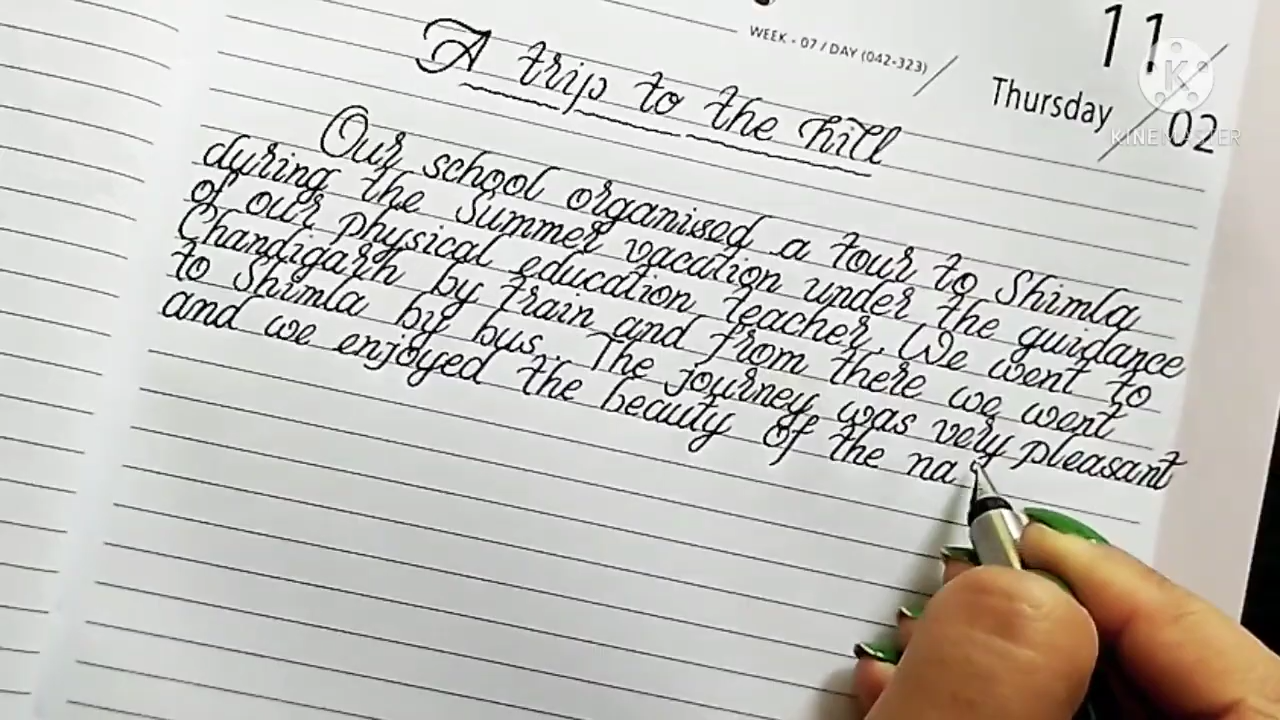 WEEK - 07 / DAY (042-323)
11
Thursday
02
KINEMASTER
A trip to the hill
Our school organised a tour to Shimla
during the Summer vacation under the guidance
of our physical education teacher. We went to
Chandigarh by train and from there we went
to Shimla by bus. The journey was very pleasant
and we enjoyed the beauty of the na